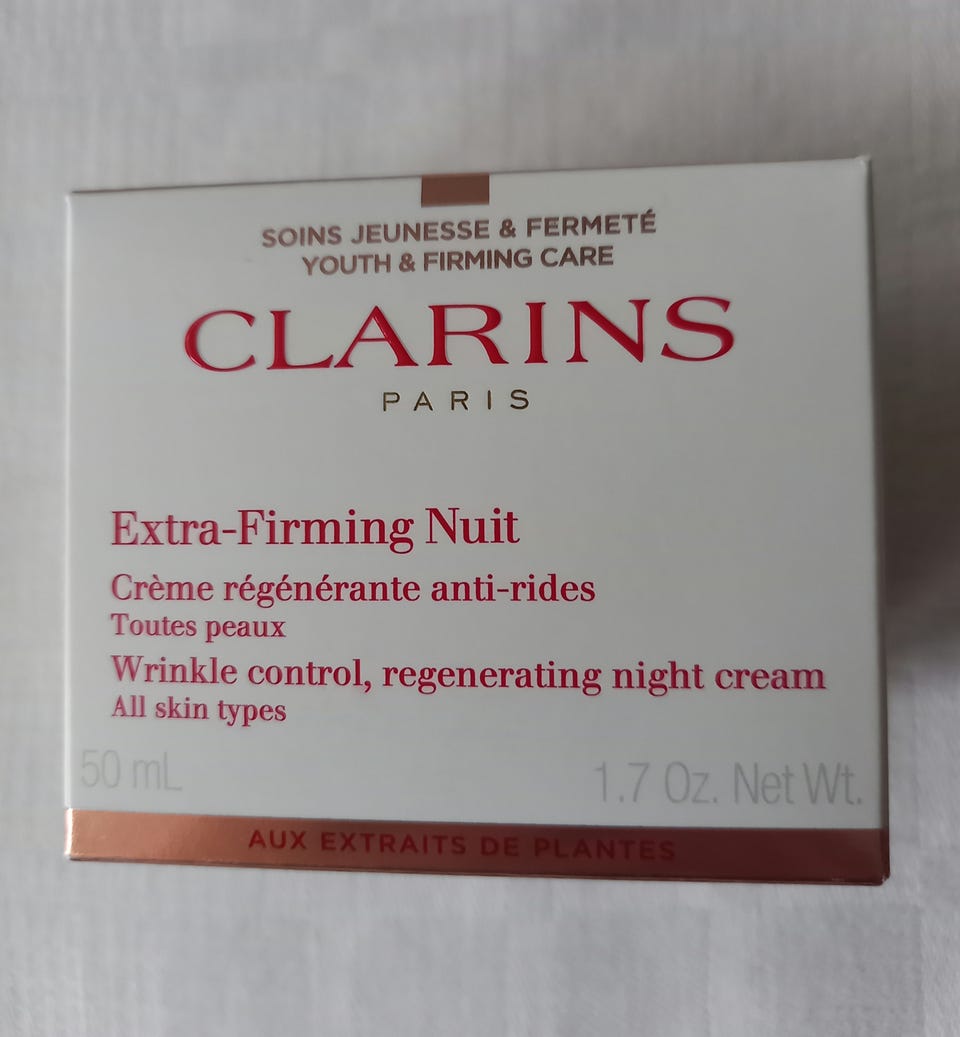 SOINS JEUNESSE & FERMETÉ
YOUTH & FIRMING CARE
CLARINS
PARIS
Extra-Firming Nuit
Crème régénérante anti-rides
Toutes peaux
Wrinkle control, regenerating night cream
All skin types
50 mL 1.7 Oz. Net Wt.
AUX EXTRAITS DE PLANTES